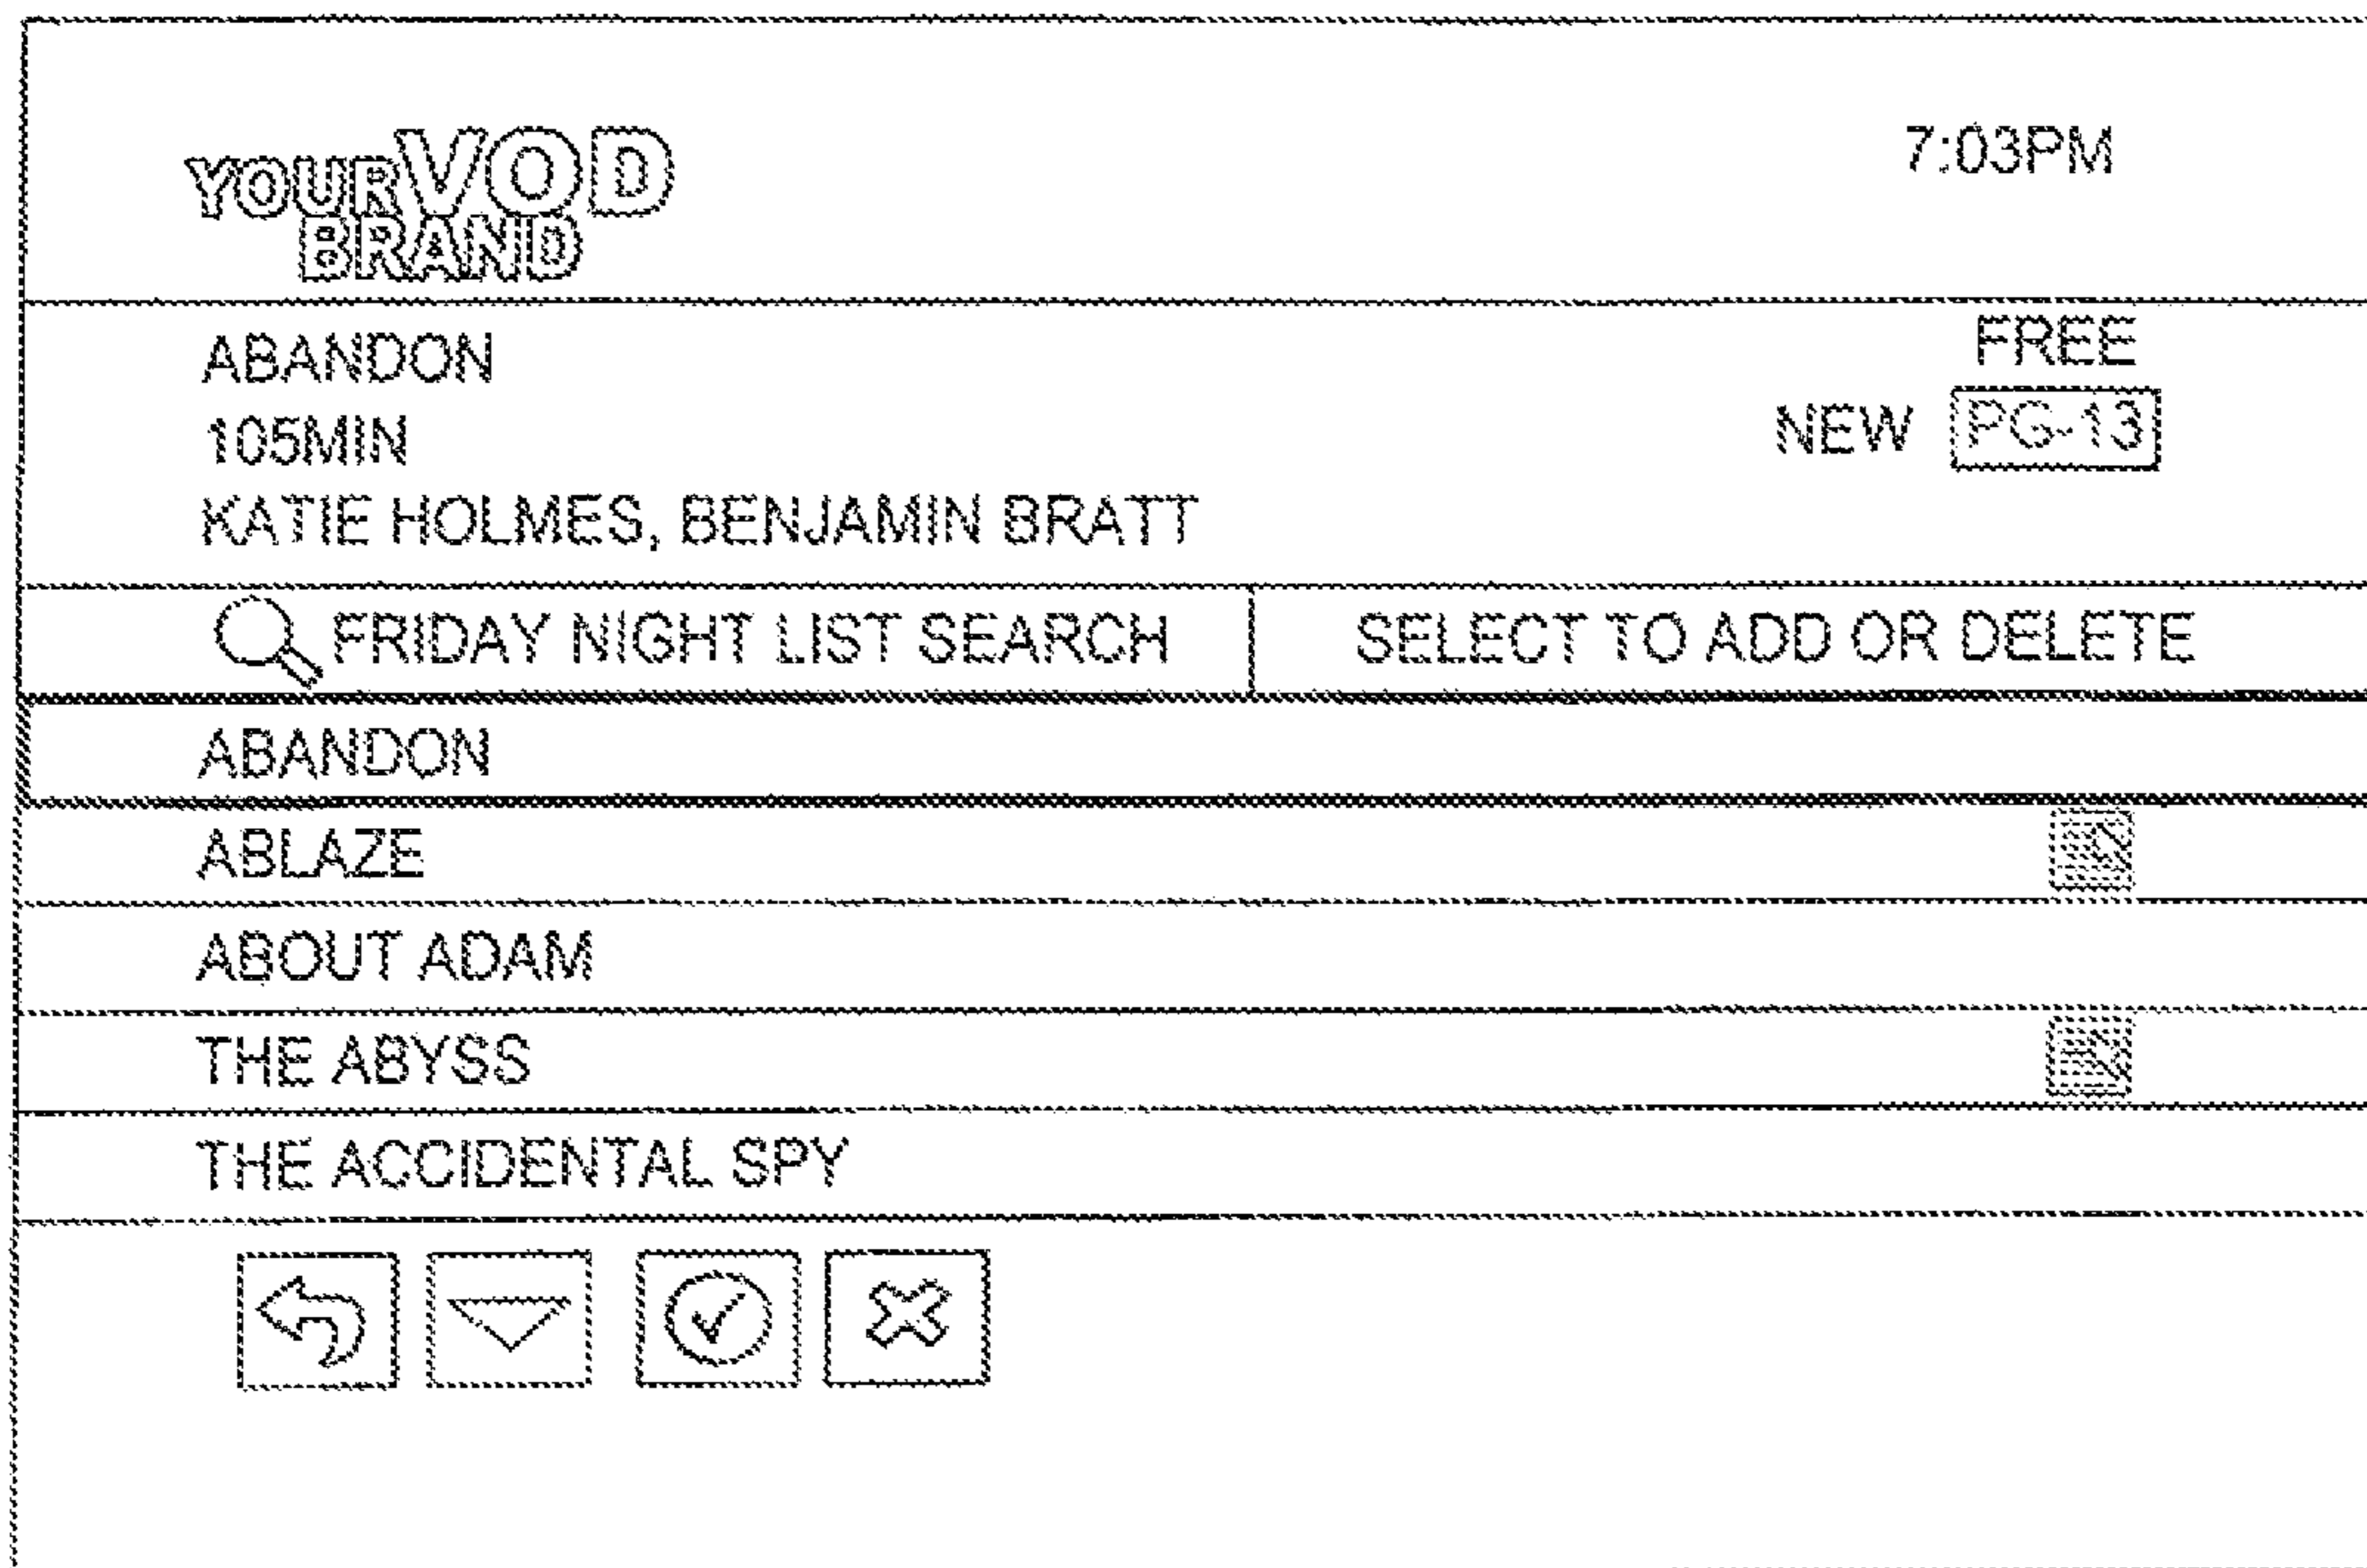 YOUR VOD
BRAND
7:03PM
ABANDON
FREE
105MIN
NEW PG-13
KATIE HOLMES, BENJAMIN BRATT
FRIDAY NIGHT LIST SEARCH
SELECT TO ADD OR DELETE
ABANDON
ABLAZE
ABOUT ADAM
THE ABYSS
THE ACCIDENTAL SPY